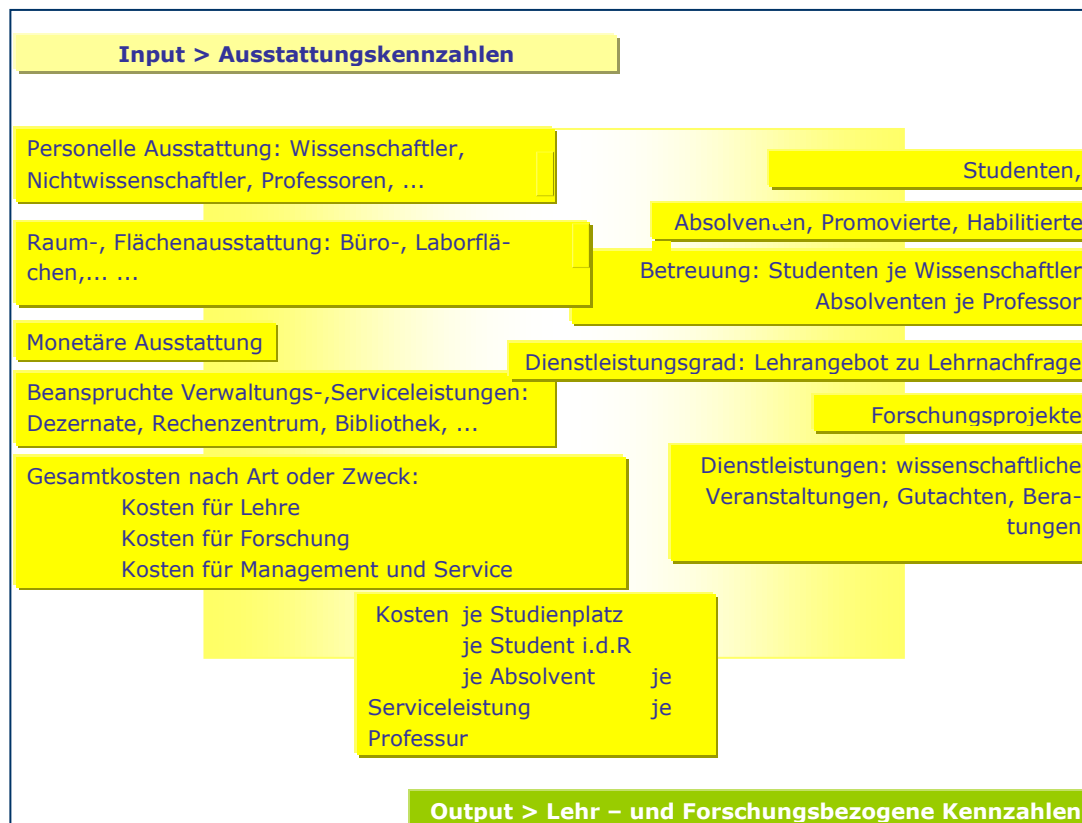 Input > Ausstattungskennzahlen
Personelle Ausstattung: Wissenschaftler,
Nichtwissenschaftler, Professoren, ...
Raum-, Flächenausstattung: Büro-, Laborflä-
chen,... ...
Monetäre Ausstattung
Beanspruchte Verwaltungs-,Serviceleistungen:
Dezernate, Rechenzentrum, Bibliothek, ...
Gesamtkosten nach Art oder Zweck:
Kosten für Lehre
Kosten für Forschung
Kosten für Management und Service
Studenten,
Absolventen, Promovierte, Habilitierte
Betreuung: Studenten je Wissenschaftler
Absolventen je Professor
Dienstleistungsgrad: Lehrangebot zu Lehrnachfrage
Forschungsprojekte
Dienstleistungen: wissenschaftliche
Veranstaltungen, Gutachten, Bera-
tungen
Kosten je Studienplatz
je Student i.d.R
je Absolvent je
Serviceleistung je
Professur
Output > Lehr – und Forschungsbezogene Kennzahlen